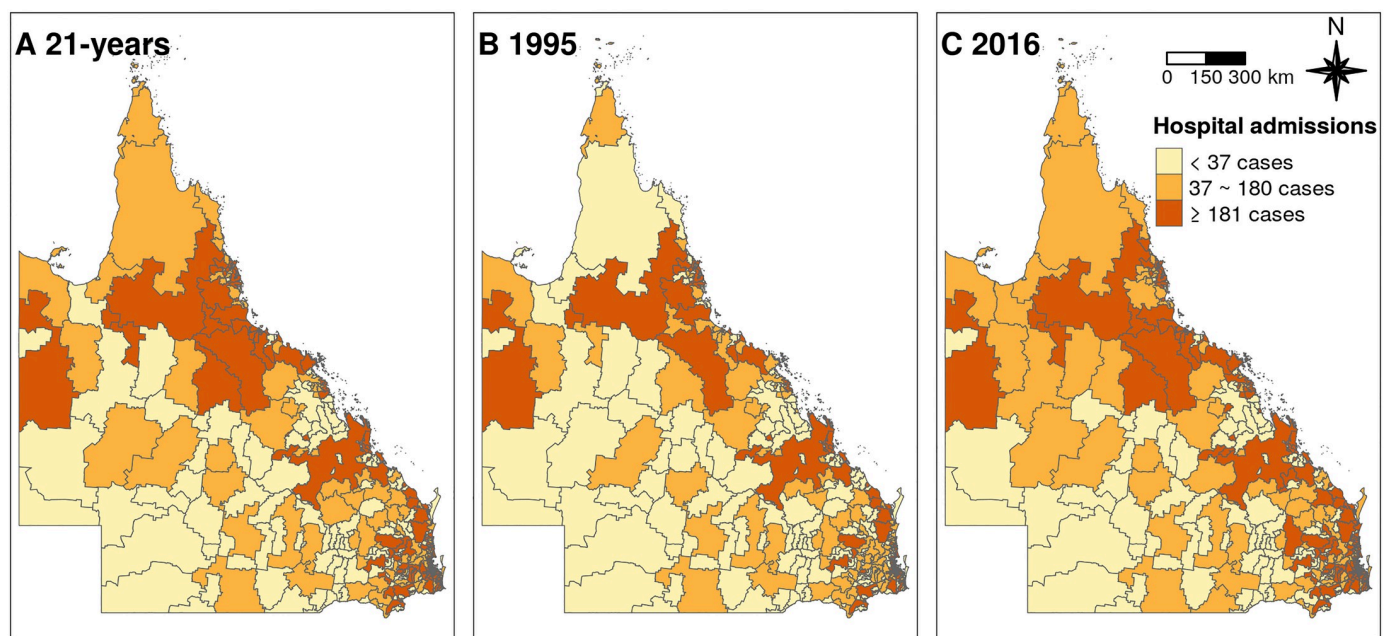 A 21-years
B 1995
C 2016
N
0 150 300 km
Hospital admissions
< 37 cases
37 ~ 180 cases
≥ 181 cases